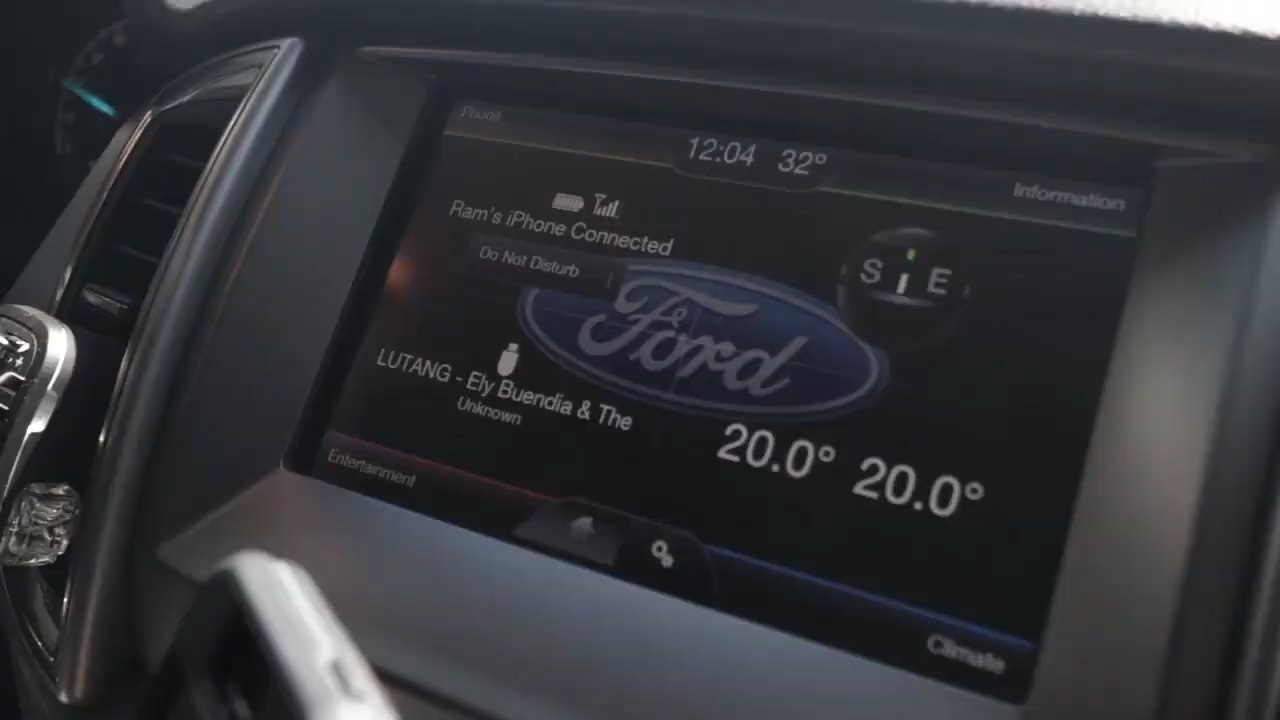 Phone
12:04 32°
Information
Ram's iPhone Connected
Do Not Disturb
S E
Ford
LUTANG - Ely Buendia & The
Unknown
20.0° 20.0°
Entertainment
Climate